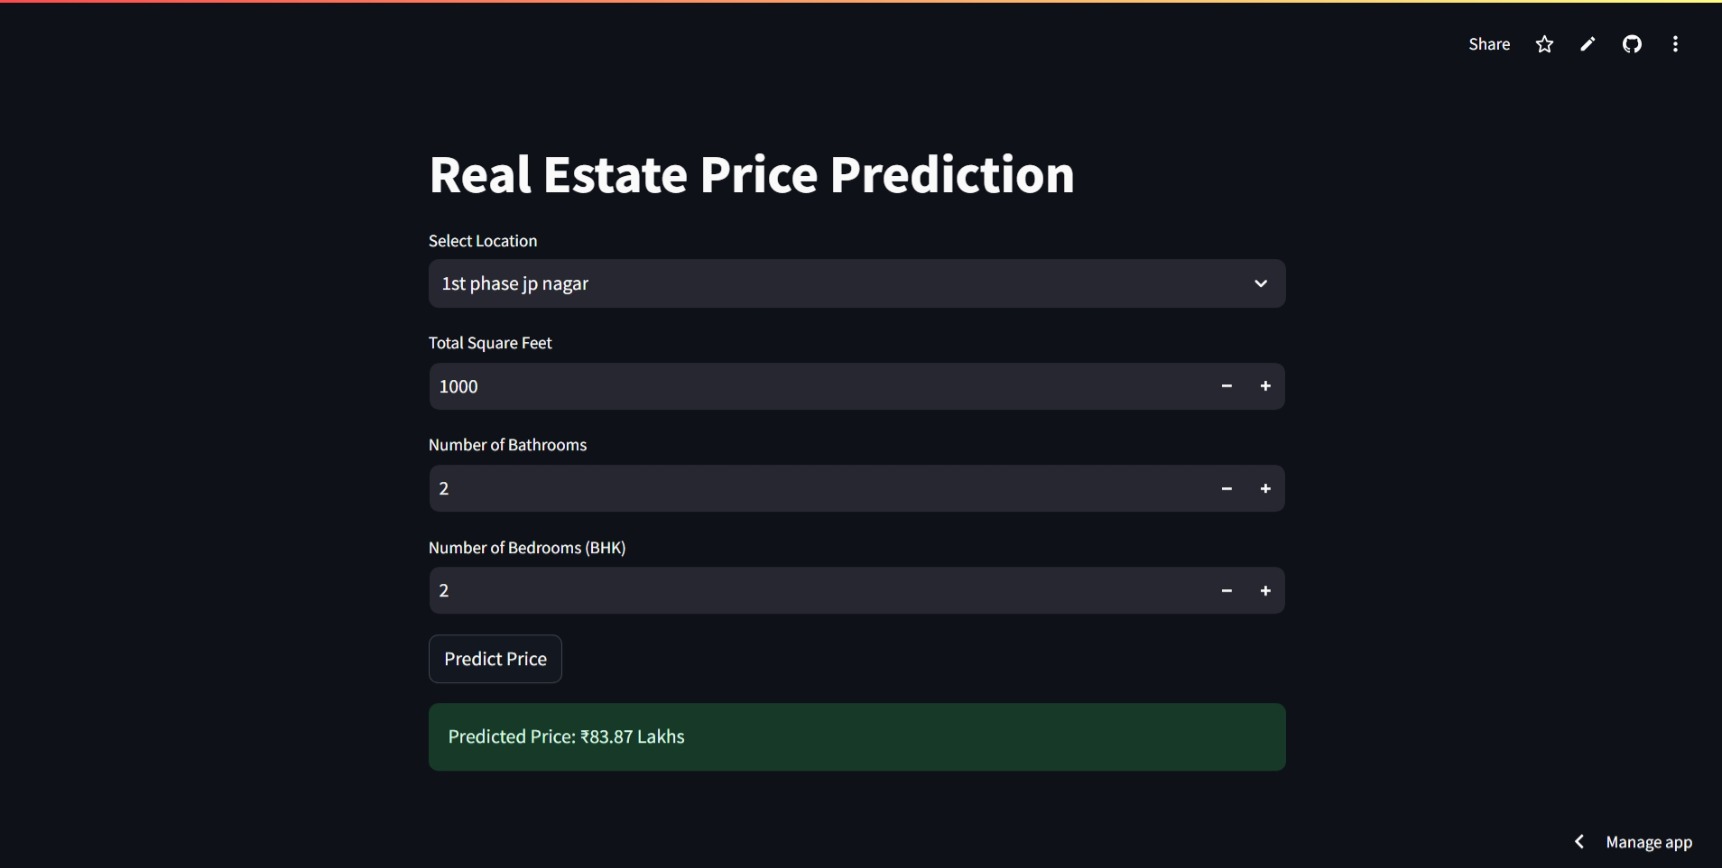 Share
Real Estate Price Prediction
Select Location
1st phase jp nagar
Total Square Feet
1000
Number of Bathrooms
2
Number of Bedrooms (BHK)
2
Predict Price
Predicted Price: ₹83.87 Lakhs
Manage app